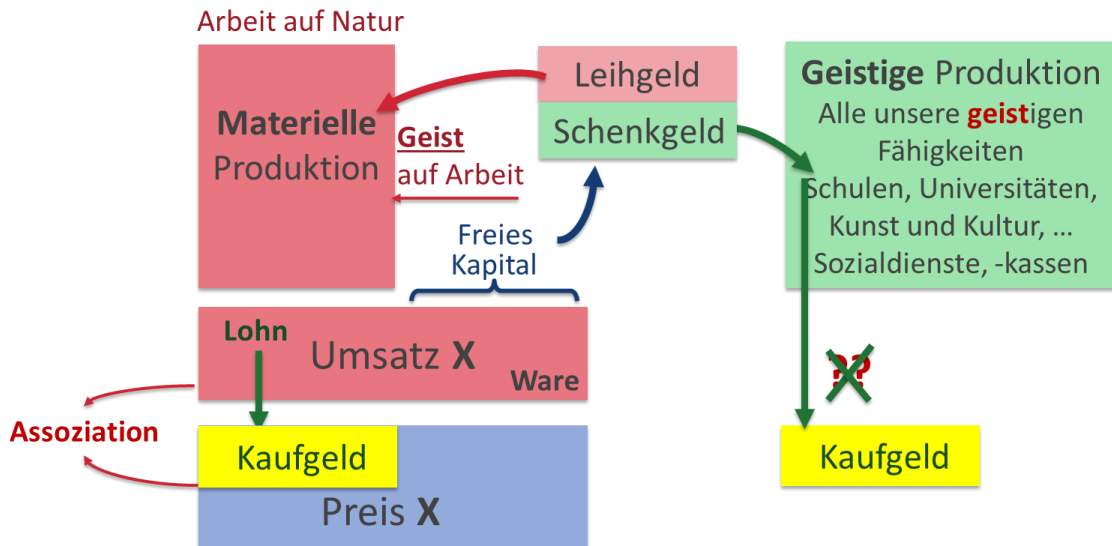 Arbeit auf Natur
Materielle
Produktion
Geist
auf Arbeit
Leihgeld
Schenkgeld
Geistige Produktion
Alle unsere geistigen
Fähigkeiten
Schulen, Universitäten,
Kunst und Kultur, ...
Sozialdienste, -kassen
Freies
Kapital
Lohn
Umsatz X
Ware
??
Assoziation
Kaufgeld
Preis X
Kaufgeld